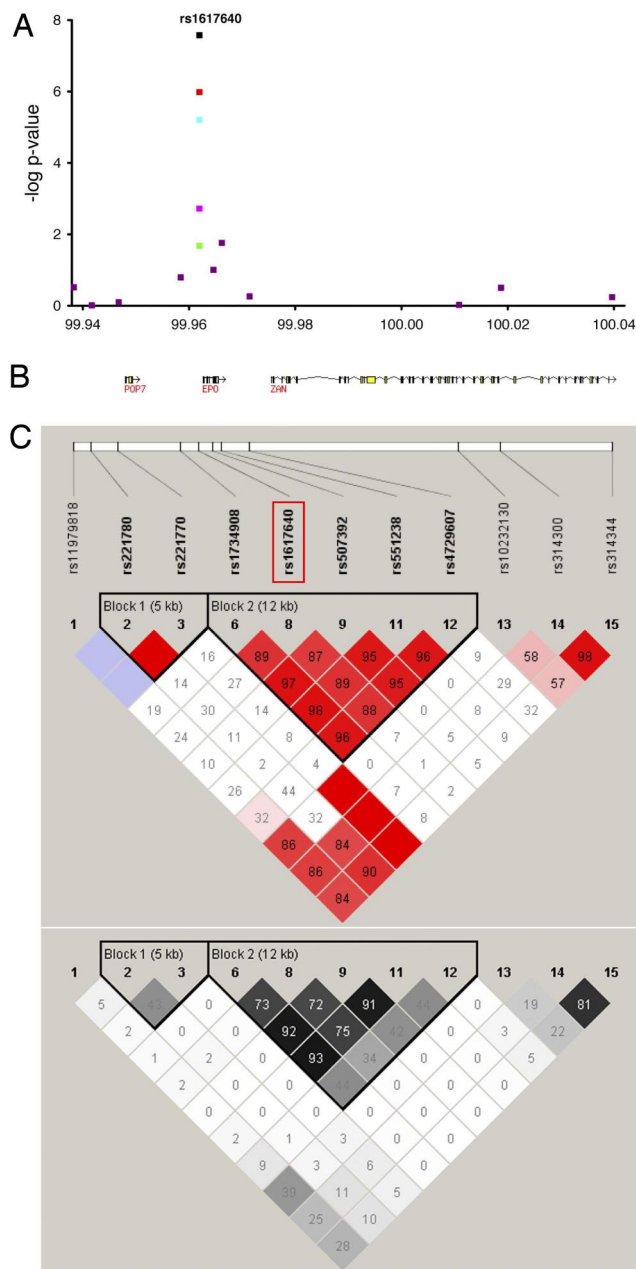 A
rs1617640
-log p-value
8
6
4
2
0
99.94 99.96 99.98 100.00 100.02 100.04
B
POP7 EPO ZAN
C
rs11979818
rs221780
rs221770
rs1734908
rs1617640
rs507392
rs551238
rs4729607
rs10232130
rs314300
rs314344
Block 1 (5 kb) Block 2 (12 kb)
1 2 3 6 8 9 11 12 13 14 15
16 89 87 95 96 9 58 98
14 27 97 89 95 0 29 57
19 30 14 98 88 0 8 32
24 11 8 96 7 5 9
10 2 4 0 1 5
26 44 7 2
32 32 8
86 84
86 90
84
Block 1 (5 kb) Block 2 (12 kb)
1 2 3 6 8 9 11 12 13 14 15
5 43 0 73 72 91 44 0 19 81
2 0 0 92 75 42 0 3 22
1 2 0 93 34 0 0 5
2 0 0 44 0 0 0
0 0 0 0 0 0
2 1 3 0 0
9 3 6 0
39 11 5
25 10
28